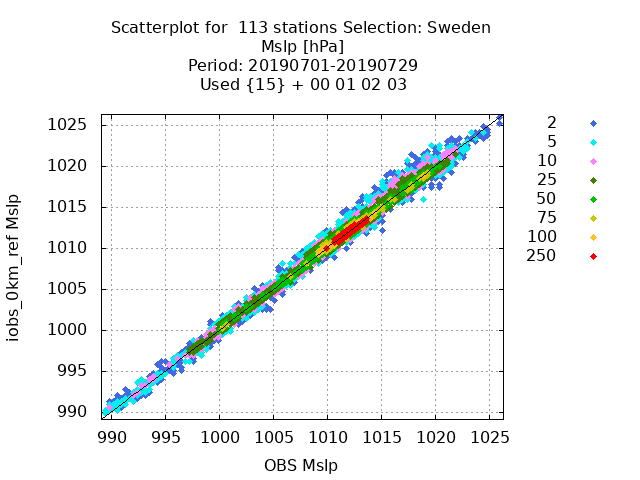 Scatterplot for  113 stations Selection: Sweden
Mslp [hPa]
Period: 20190701-20190729
Used {15} + 00 01 02 03
iobs_0km_ref Mslp
1025
1020
1015
1010
1005
1000
995
990
990 995 1000 1005 1010 1015 1020 1025
OBS Mslp
2
5
10
25
50
75
100
250